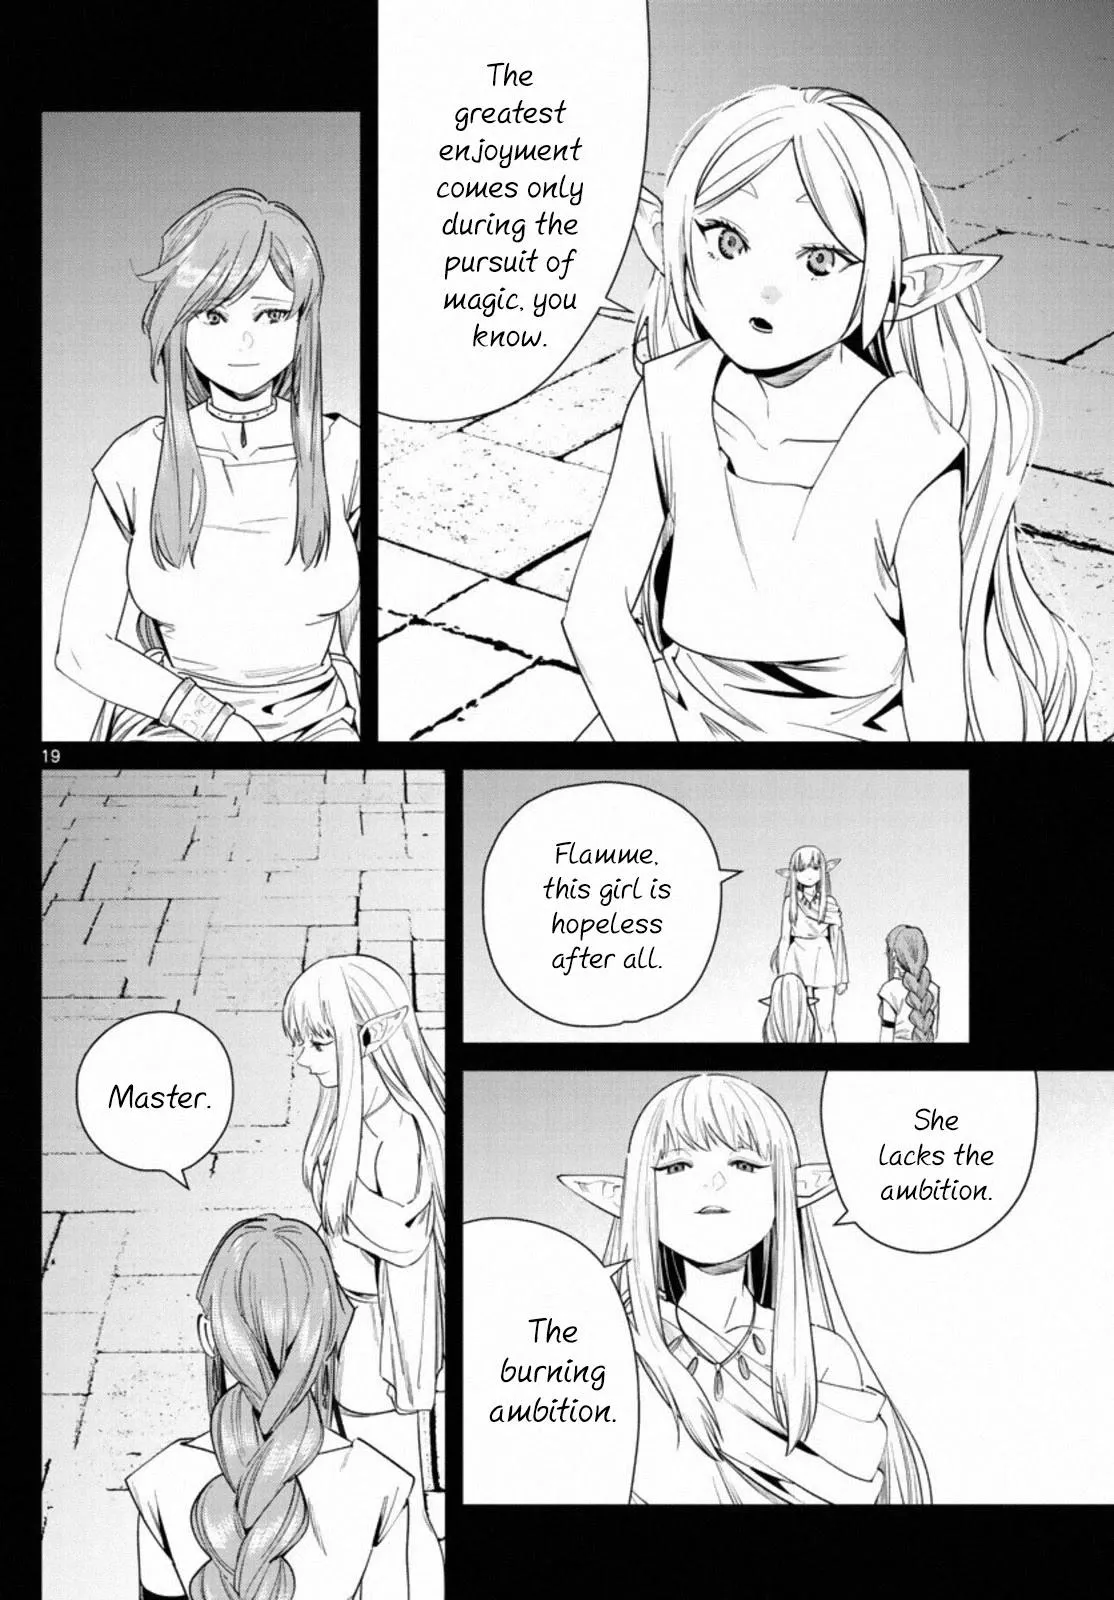 The
greatest
enjoyment
comes only
during the
pursuit of
magic, you
know.
19
Flamme,
this girl is
hopeless
after all.
She
lacks the
ambition.
The
burning
ambition.
Master.